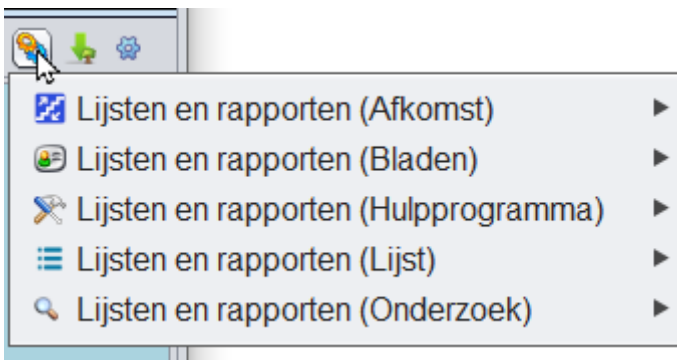 Lijsten en rapporten (Afkomst)
Lijsten en rapporten (Bladen)
Lijsten en rapporten (Hulpprogramma)
Lijsten en rapporten (Lijst)
Lijsten en rapporten (Onderzoek)